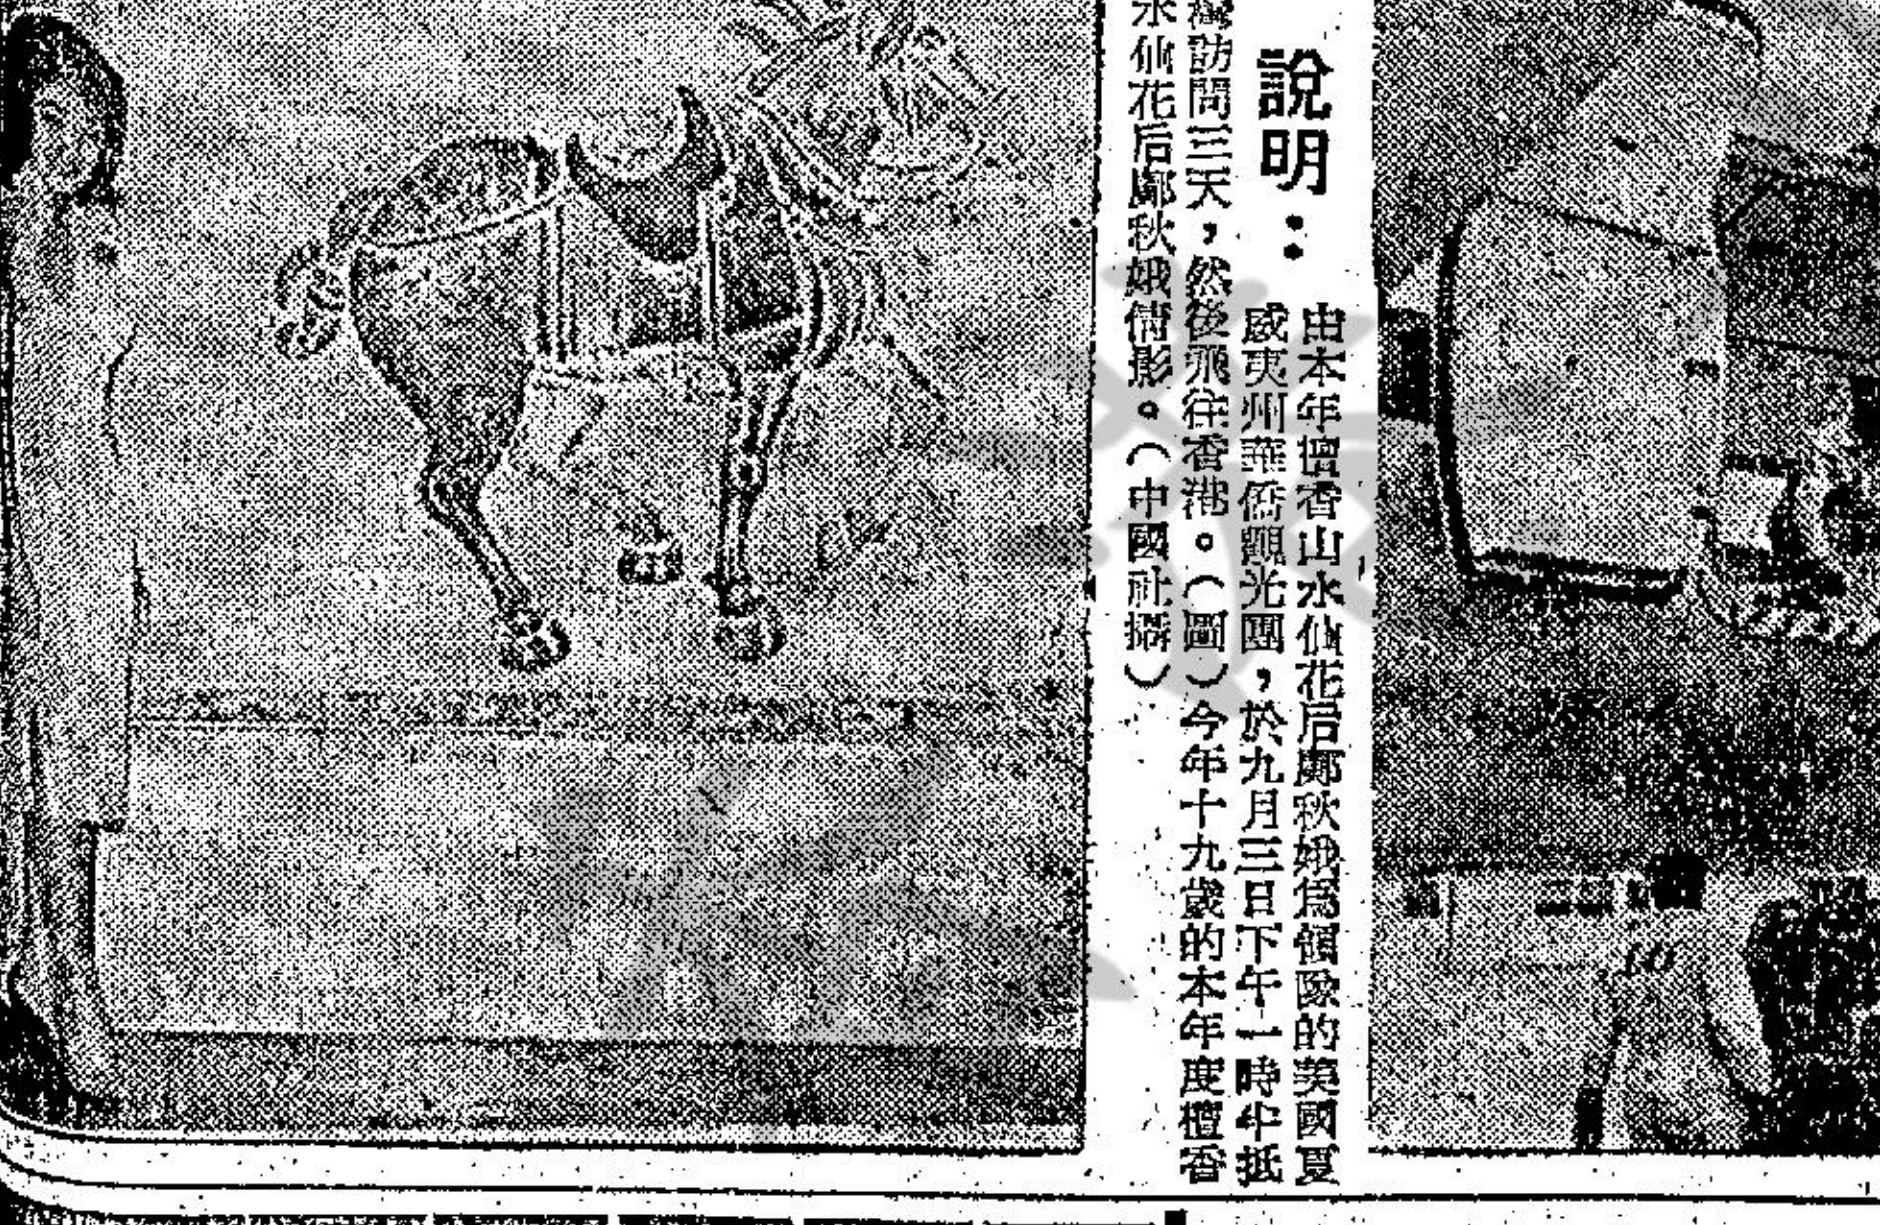 說明：
由本年檀香山水仙花后鄺秋娥爲領隊的美國夏
威夷州華僑觀光團，於九月三日下午一時半抵
訪問三天，然後飛往香港。（圖）今年十九歲的本年度檀香
水仙花后鄺秋娥倩影。（中國社攝）